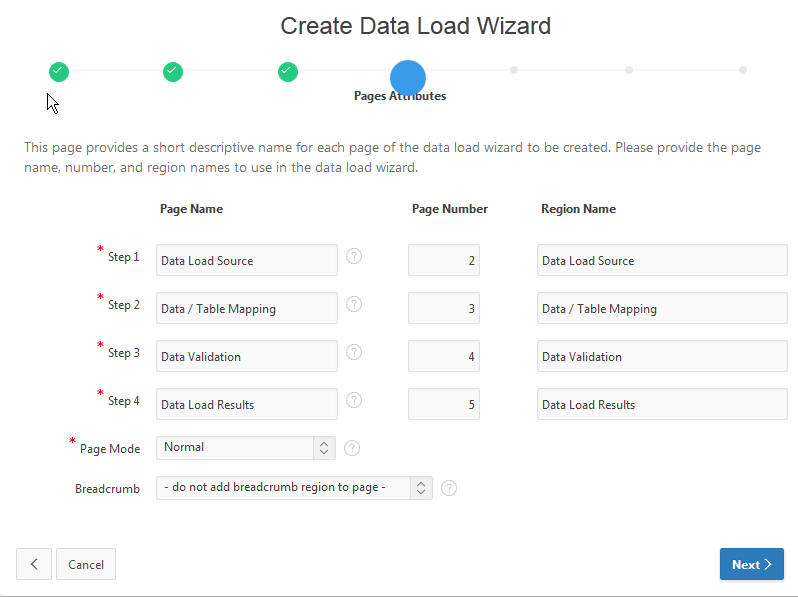 Create Data Load Wizard
Pages Attributes
This page provides a short descriptive name for each page of the data load wizard to be created. Please provide the page
name, number, and region names to use in the data load wizard.
Page Name Page Number Region Name
* Step 1 Data Load Source ? 2 Data Load Source
* Step 2 Data / Table Mapping ? 3 Data / Table Mapping
* Step 3 Data Validation ? 4 Data Validation
* Step 4 Data Load Results ? 5 Data Load Results
* Page Mode Normal ?
Breadcrumb - do not add breadcrumb region to page - ?
< Cancel Next >